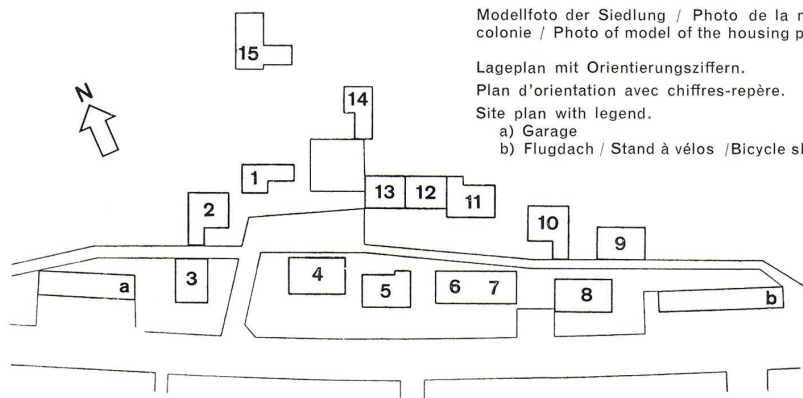 Modellfoto der Siedlung / Photo de la
colonie / Photo of model of the housing
Lageplan mit Orientierungsziffern.
Plan d'orientation avec chiffres-repère.
Site plan with legend.
a) Garage
b) Flugdach / Stand à vélos /Bicycle
15
N
14
1
13 12 11
2
10
9
3
4
a
5
6 7
8
b